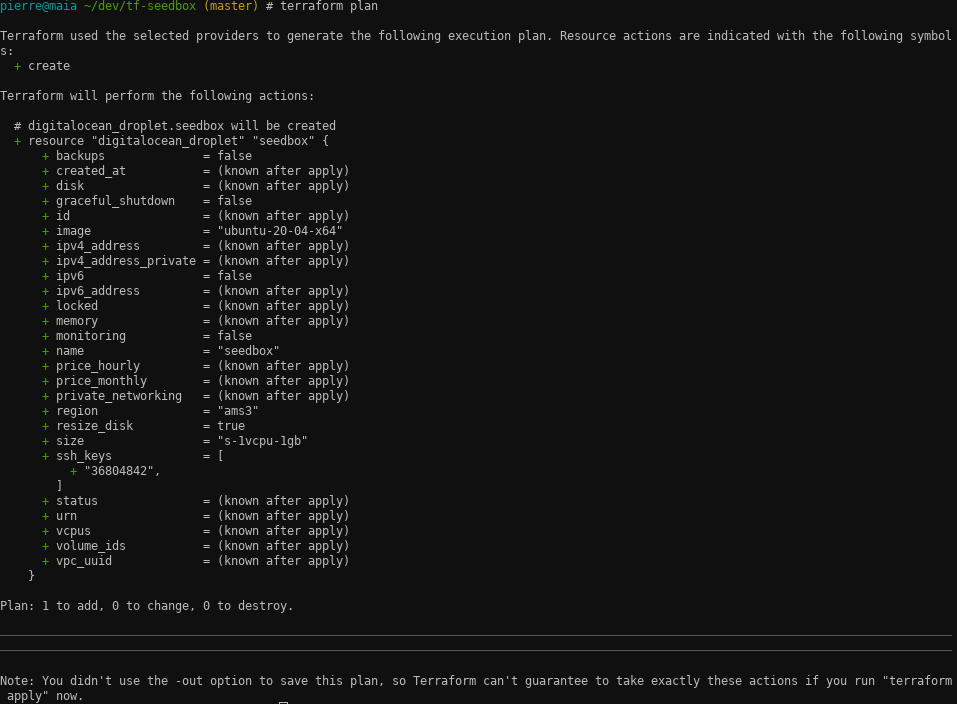 pierre@maia ~/dev/tf-seedbox (master) # terraform plan

Terraform used the selected providers to generate the following execution plan. Resource actions are indicated with the following symbol
s:
  + create

Terraform will perform the following actions:

  # digitalocean_droplet.seedbox will be created
  + resource "digitalocean_droplet" "seedbox" {
      + backups              = false
      + created_at           = (known after apply)
      + disk                 = (known after apply)
      + graceful_shutdown    = false
      + id                   = (known after apply)
      + image                = "ubuntu-20-04-x64"
      + ipv4_address         = (known after apply)
      + ipv4_address_private = (known after apply)
      + ipv6                 = false
      + ipv6_address         = (known after apply)
      + locked               = (known after apply)
      + memory               = (known after apply)
      + monitoring           = false
      + name                 = "seedbox"
      + price_hourly         = (known after apply)
      + price_monthly        = (known after apply)
      + private_networking   = (known after apply)
      + region               = "ams3"
      + resize_disk          = true
      + size                 = "s-1vcpu-1gb"
      + ssh_keys             = [
          + "36804842",
        ]
      + status               = (known after apply)
      + urn                  = (known after apply)
      + vcpus                = (known after apply)
      + volume_ids           = (known after apply)
      + vpc_uuid             = (known after apply)
    }

Plan: 1 to add, 0 to change, 0 to destroy.

Note: You didn't use the -out option to save this plan, so Terraform can't guarantee to take exactly these actions if you run "terraform
 apply" now.